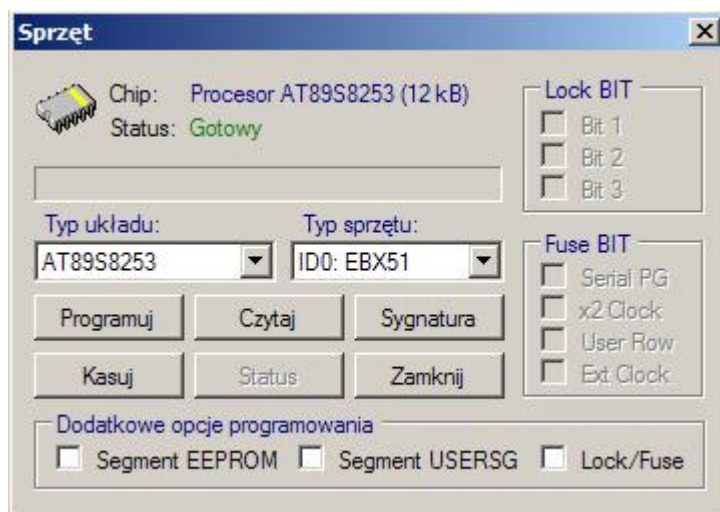 Sprzęt
Chip: Procesor AT89S8253 (12 kB)
Status: Gotowy
Lock BIT
Bit 1
Bit 2
Bit 3
Typ układu: Typ sprzętu:
AT89S8253 ID0: EBX51
Fuse BIT
Serial PG
x2 Clock
User Row
Ext Clock
Programuj Czytaj Sygnatura
Kasuj Status Zamknij
Dodatkowe opcje programowania
Segment EEPROM Segment USERSG Lock/Fuse